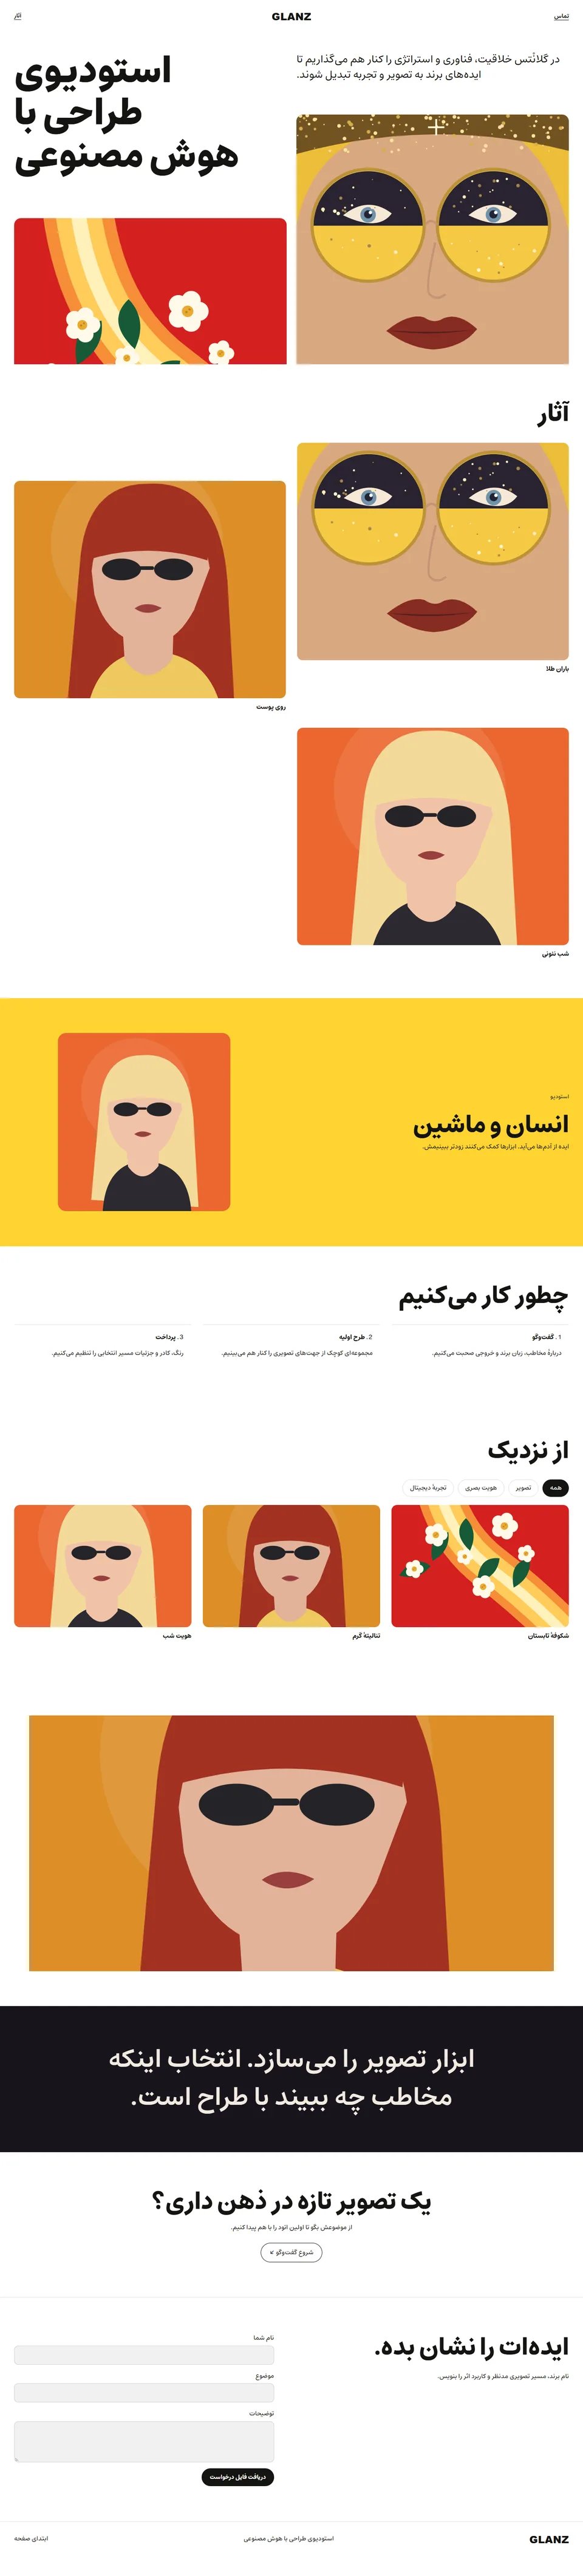 تماس
GLANZ
آثار
در گلانْتس خلاقیت، فناوری و استراتژی را کنار هم می‌گذاریم تا
ایده‌های برند به تصویر و تجربه تبدیل شوند.
استودیوی
طراحی با
هوش مصنوعی
آثار
باران طلا
روی پوست
شب نئونی
استودیو
انسان و ماشین
ایده از آدم‌ها می‌آید. ابزارها کمک می‌کنند زودتر ببینیمش.
چطور کار می‌کنیم
1. گفت‌وگو
دربارهٔ مخاطب، زبان برند و خروجی صحبت می‌کنیم.
2. طرح اولیه
مجموعه‌ای کوچک از جهت‌های تصویری را کنار هم می‌بینیم.
3. پرداخت
رنگ، کادر و جزئیات مسیر انتخابی را تنظیم می‌کنیم.
از نزدیک
همه
تصویر
هویت بصری
تجربهٔ دیجیتال
شکوفهٔ تابستان
تنالیتهٔ گرم
هویت شب
ابزار تصویر را می‌سازد. انتخاب اینکه
مخاطب چه ببیند با طراح است.
یک تصویر تازه در ذهن داری؟
از موضوعش بگو تا اولین اتود را با هم پیدا کنیم.
شروع گفت‌وگو ↙
ایده‌ات را نشان بده.
نام برند، مسیر تصویری مدنظر و کاربرد اثر را بنویس.
نام شما
موضوع
توضیحات
دریافت فایل درخواست
GLANZ
استودیوی طراحی با هوش مصنوعی
ابتدای صفحه